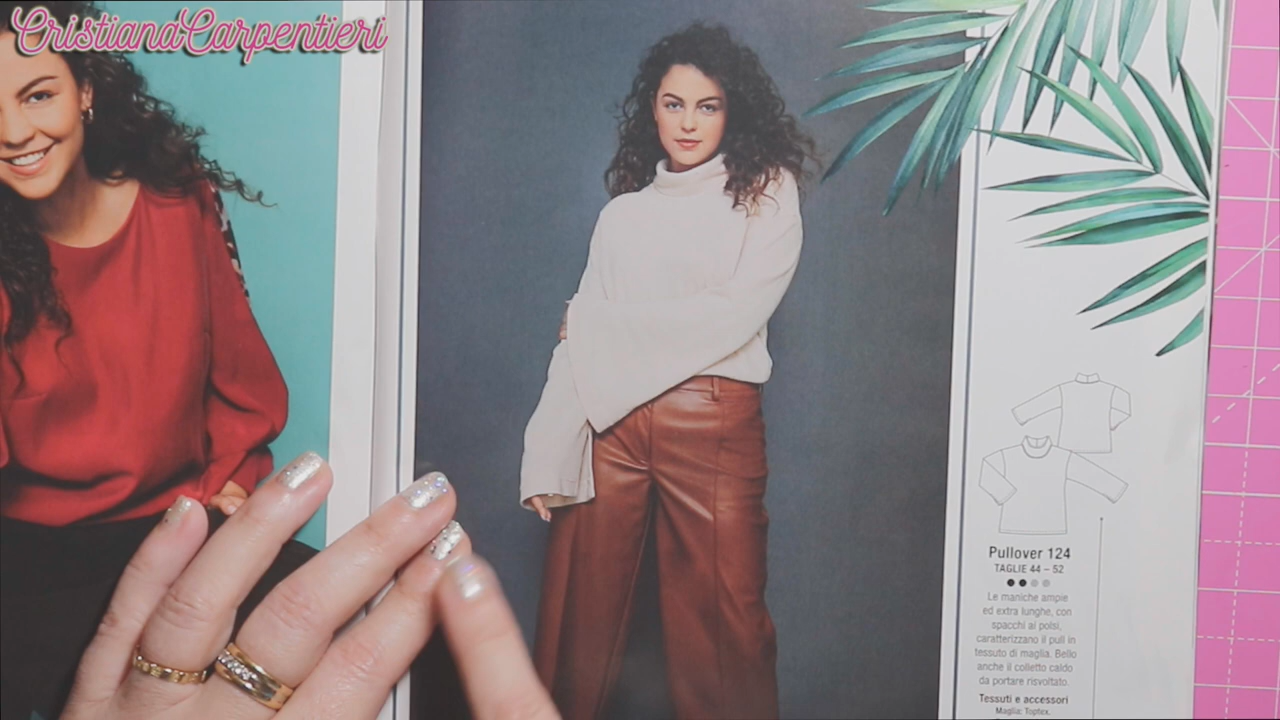 CristianaCarpentieri
Pullover 124
TAGLIE 44 – 52
Le maniche ampie
ed extra lunghe, con
spacchi ai polsi,
caratterizzano il pull in
tessuto di maglia. Bello
anche il colletto caldo
da portare risvoltato.
Tessuti e accessori
Maglia: Toptex.